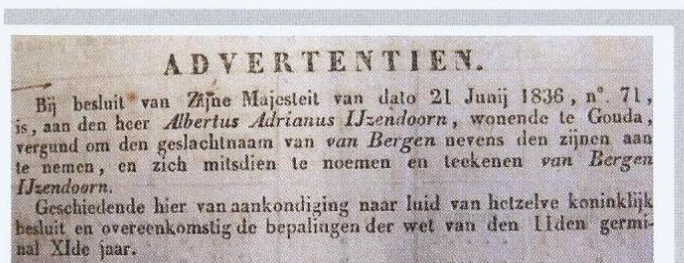 ADVERTENTIEN.
Bij besluit van Zijne Majesteit van dato 21 Junij 1836, n°. 71,
is, aan den heer Albertus Adrianus IJzendoorn, wonende te Gouda,
vergund om den geslachtnaam van van Bergen nevens den zijnen aan
te nemen, en zich mitsdien te noemen en teekenen van Bergen
IJzendoorn.
Geschiedende hier van aankondiging naar luid van hetzelve koninklijk
besluit en overeenkomstig de bepalingen der wet van den 11den germi-
nal XIde jaar.